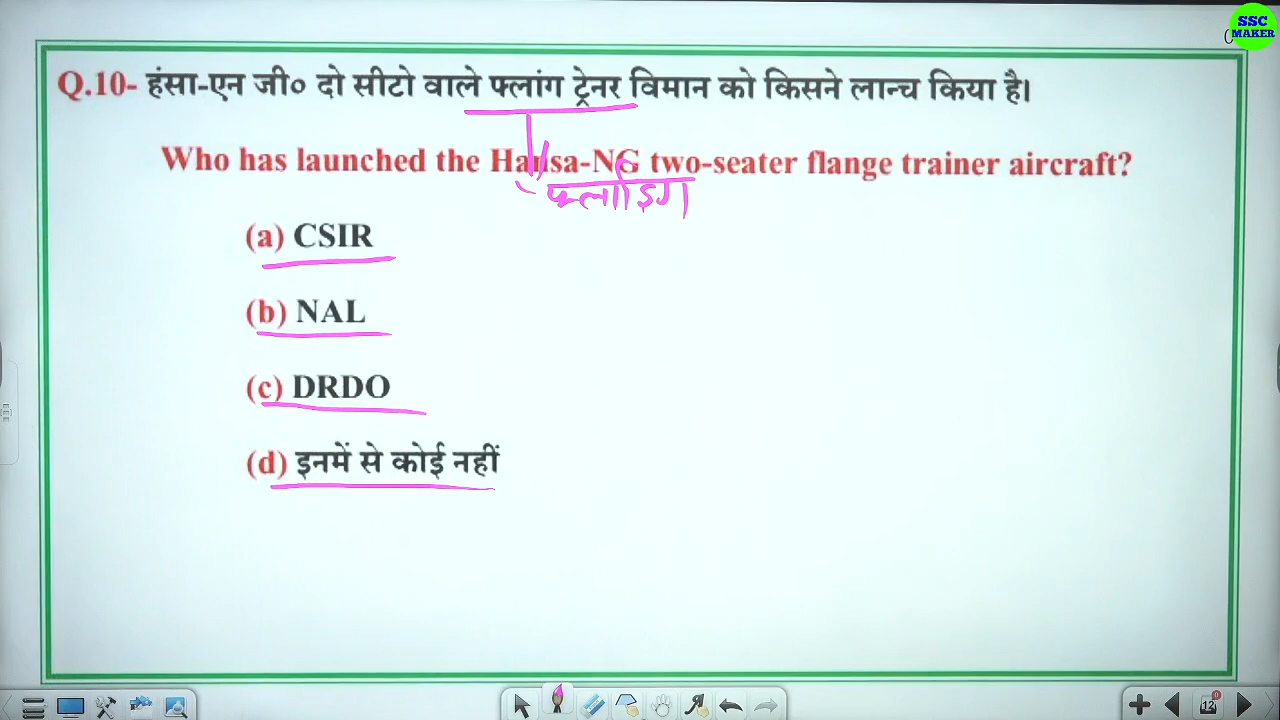 SSC
MAKER
Q.10- हंसा-एन जी० दो सीटो वाले फ्लांग ट्रेनर विमान को किसने लान्च किया है।
Who has launched the Hansa-NG two-seater flange trainer aircraft?
फ्लाइंग
(a) CSIR
(b) NAL
(c) DRDO
(d) इनमें से कोई नहीं
12